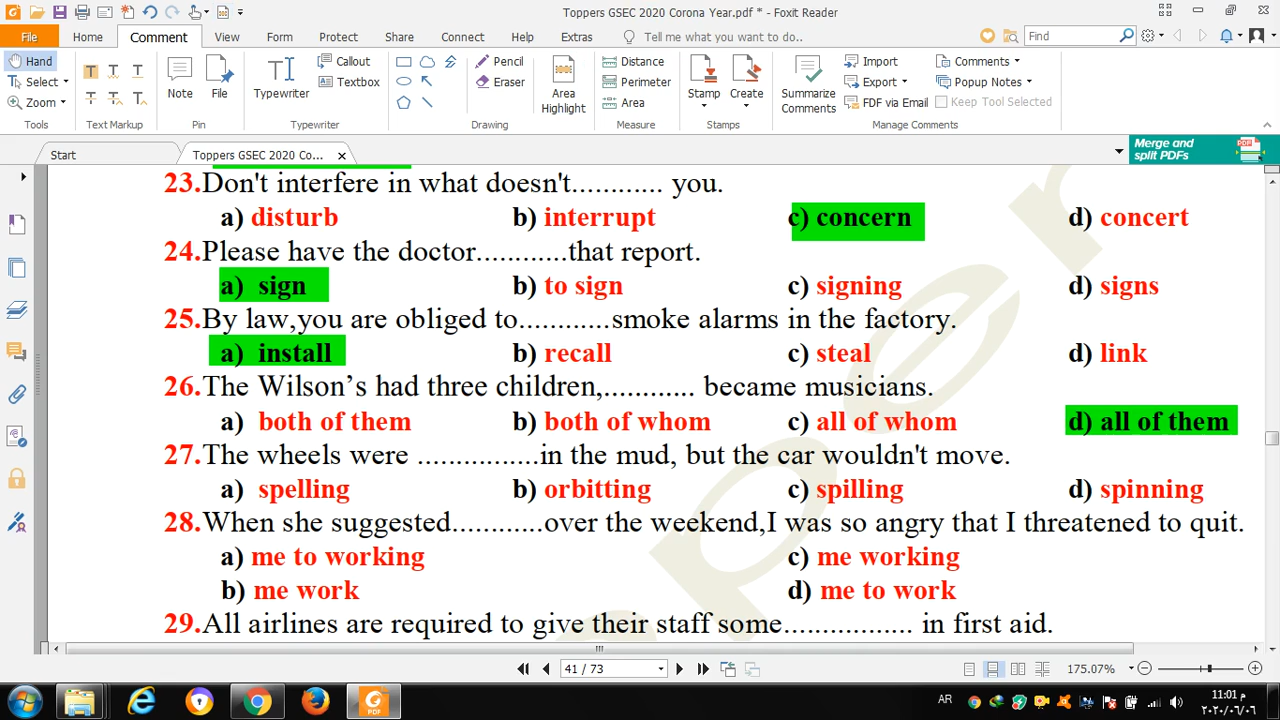 Toppers GSEC 2020 Corona Year.pdf * - Foxit Reader
File Home Comment View Form Protect Share Connect Help Extras Tell me what you want to do.. Find
Hand Select Zoom Tools
Text Markup
Note File Pin
Typewriter Callout Textbox Typewriter
Pencil Eraser Drawing
Area Highlight Distance Perimeter Area Measure
Stamp Create Stamps
Summarize Comments Import Export FDF via Email Comments Popup Notes Keep Tool Selected Manage Comments
Start Toppers GSEC 2020 Co... Merge and split PDFs
23.Don't interfere in what doesn't............ you.
a) disturb b) interrupt c) concern d) concert
24.Please have the doctor............that report.
a) sign b) to sign c) signing d) signs
25.By law,you are obliged to............smoke alarms in the factory.
a) install b) recall c) steal d) link
26.The Wilson’s had three children,............ became musicians.
a) both of them b) both of whom c) all of whom d) all of them
27.The wheels were ................in the mud, but the car wouldn't move.
a) spelling b) orbitting c) spilling d) spinning
28.When she suggested............over the weekend,I was so angry that I threatened to quit.
a) me to working c) me working
b) me work d) me to work
29.All airlines are required to give their staff some................. in first aid.
41 / 73 175.07%
AR 11:01 م
٢٠٢٠/٠٦/٠٦